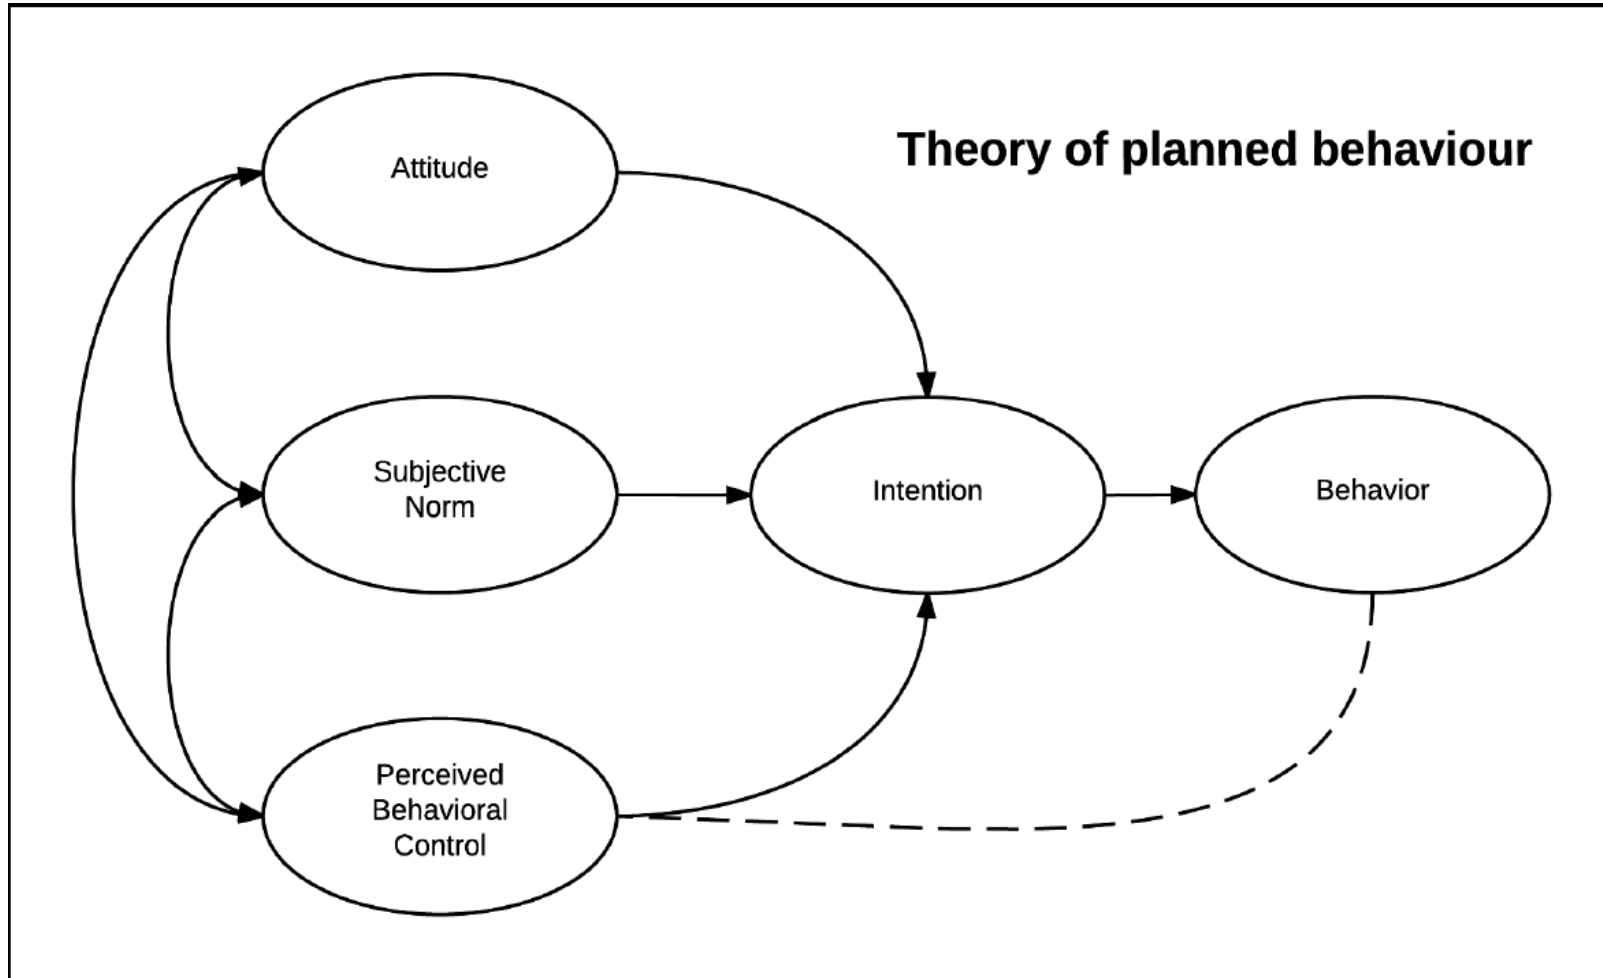 Theory of planned behaviour
Attitude
Subjective
Norm
Intention
Behavior
Perceived
Behavioral
Control